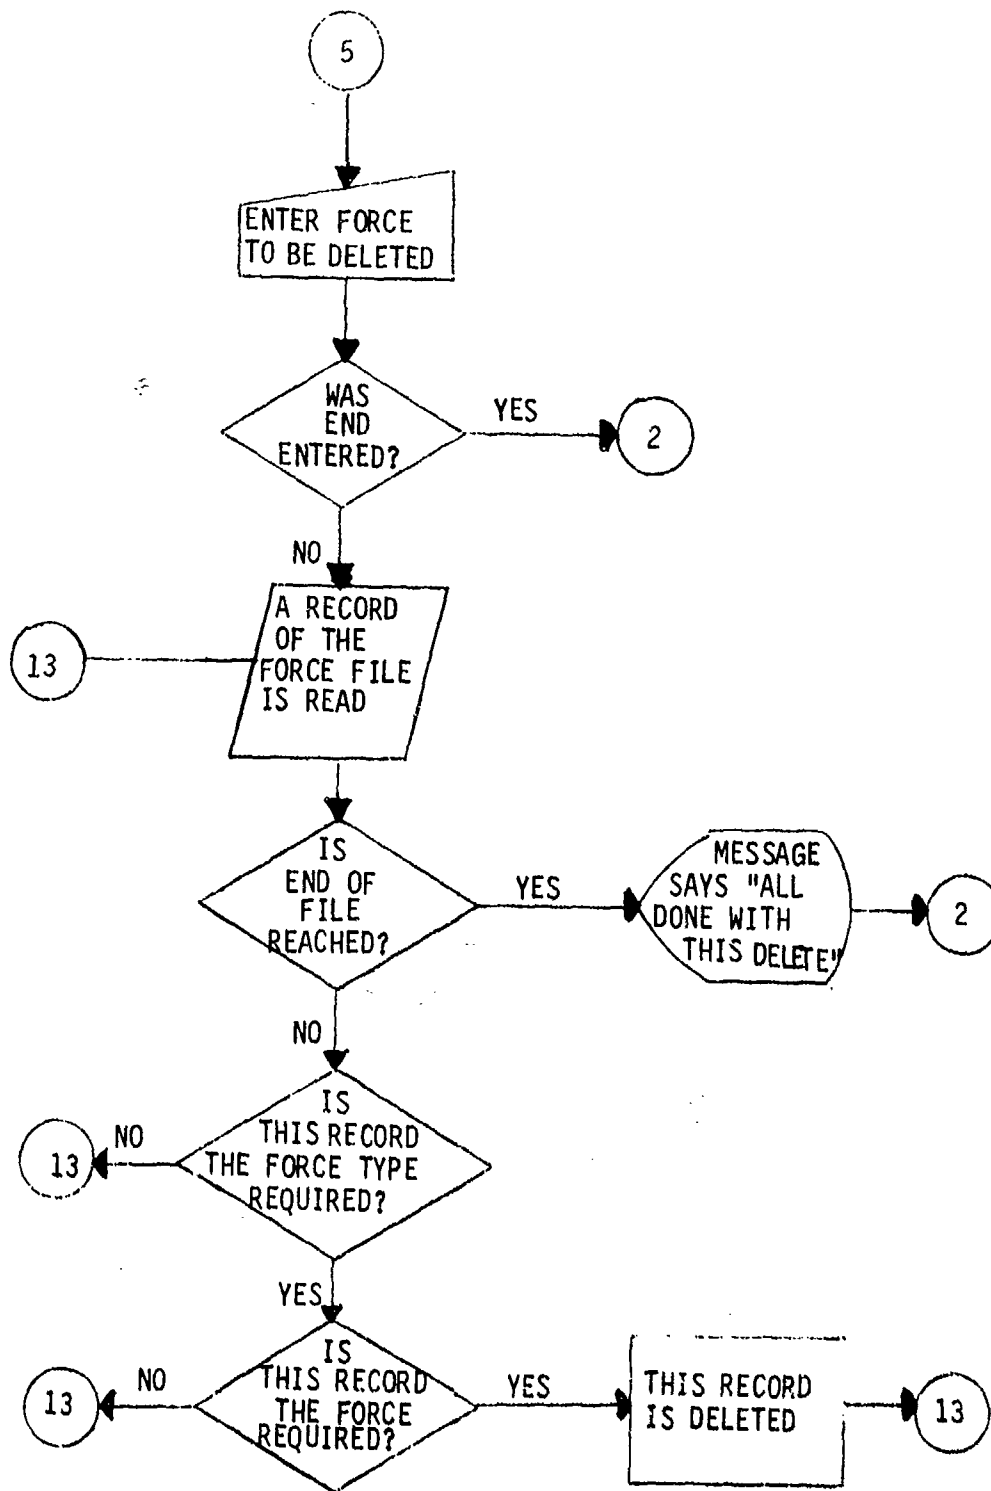 5
ENTER FORCE
TO BE DELETED
WAS
END
ENTERED?
YES
2
NO
A RECORD
OF THE
FORCE FILE
IS READ
13
IS
END OF
FILE
REACHED?
YES
MESSAGE
SAYS "ALL
DONE WITH
THIS DELETE"
2
NO
IS
THIS RECORD
THE FORCE TYPE
REQUIRED?
NO
13
YES
IS
THIS RECORD
THE FORCE
REQUIRED?
NO
13
YES
THIS RECORD
IS DELETED
13